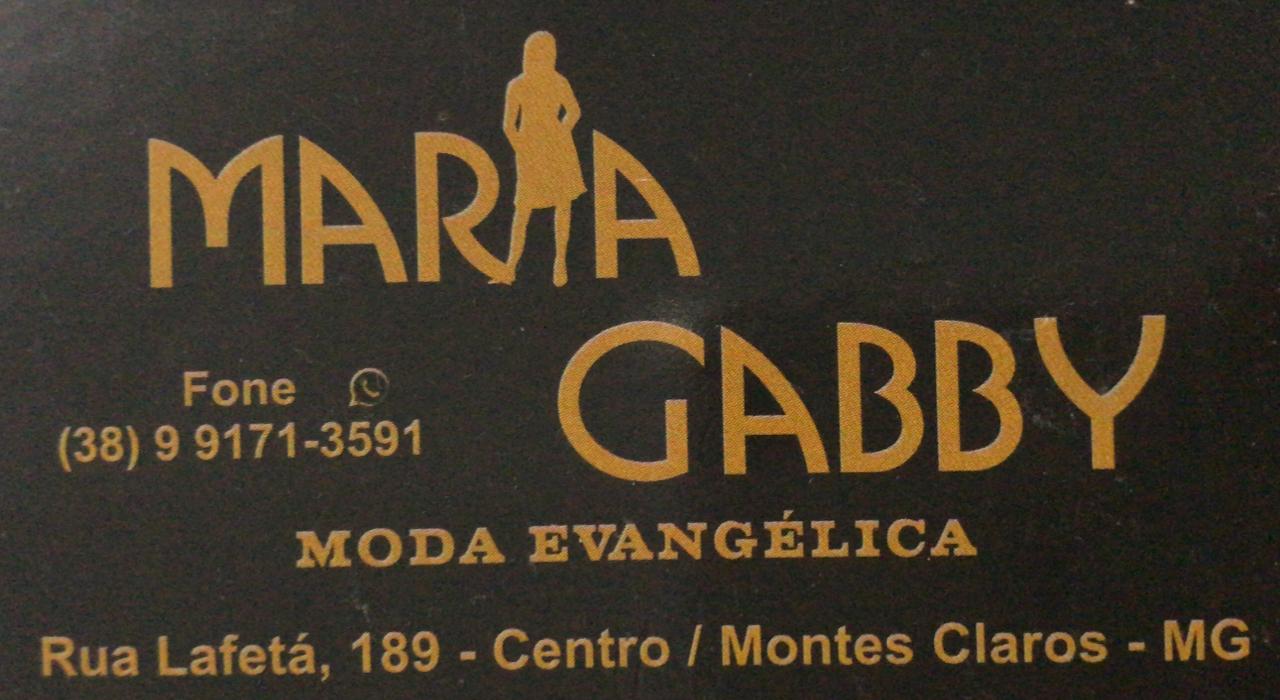 MARIA
GABBY
Fone
(38) 9 9171-3591
MODA EVANGÉLICA
Rua Lafetá, 189 - Centro / Montes Claros - MG